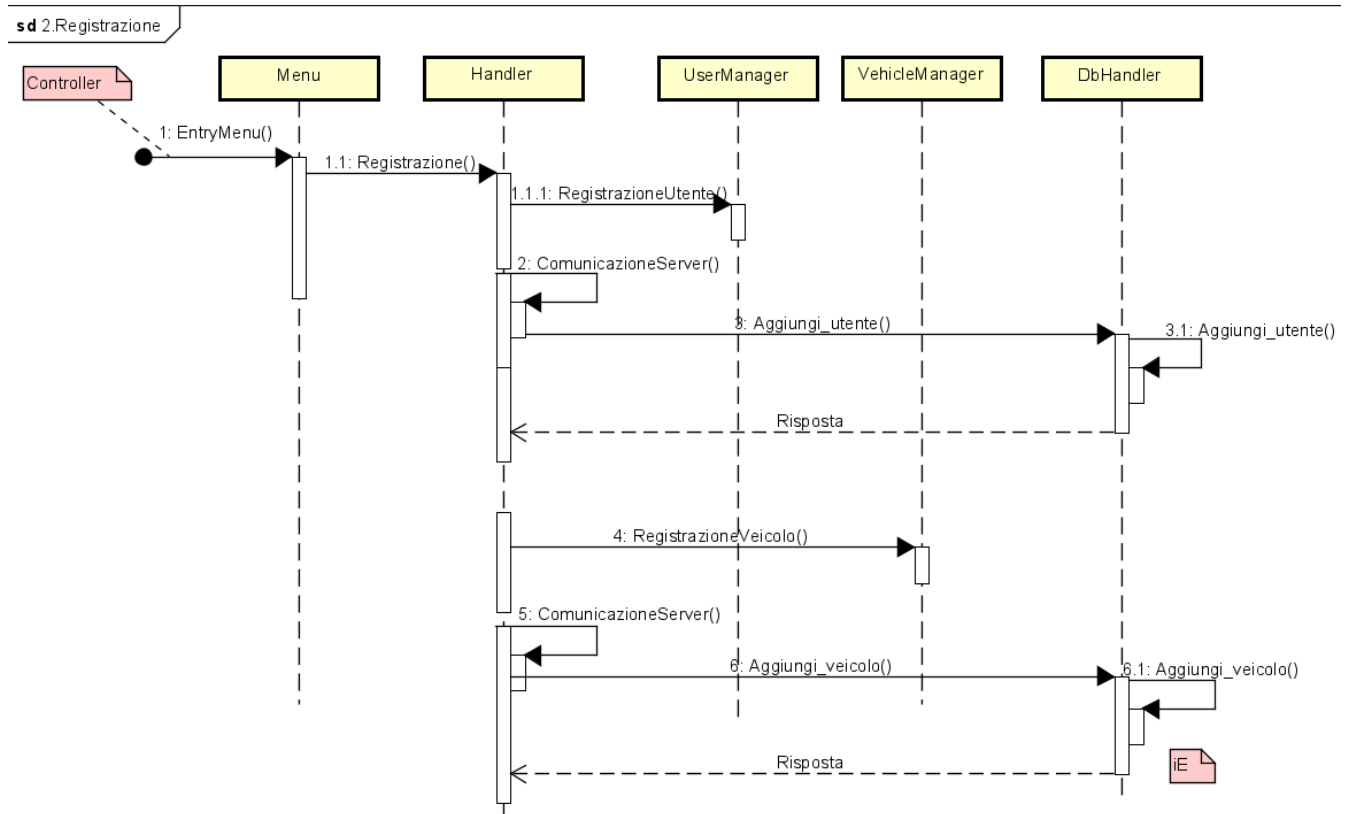 sd 2.Registrazione
Controller
Menu
Handler
UserManager
VehicleManager
DbHandler
1: EntryMenu()
1.1: Registrazione()
1.1.1: RegistrazioneUtente()
2: ComunicazioneServer()
3: Aggiungi_utente()
3.1: Aggiungi_utente()
Risposta
4: RegistrazioneVeicolo()
5: ComunicazioneServer()
6: Aggiungi_veicolo()
6.1: Aggiungi_veicolo()
Risposta
iE